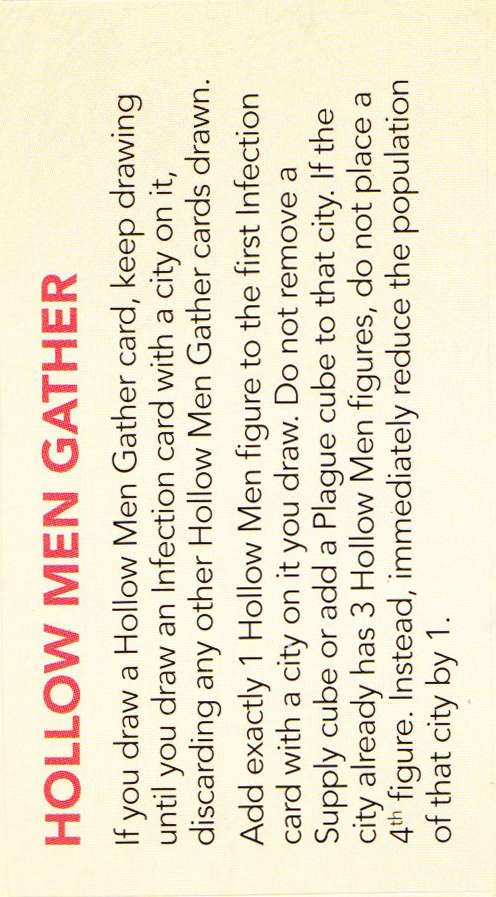 HOLLOW MEN GATHER
If you draw a Hollow Men Gather card, keep drawing
until you draw an Infection card with a city on it,
discarding any other Hollow Men Gather cards drawn.
Add exactly 1 Hollow Men figure to the first Infection
card with a city on it you draw. Do not remove a
Supply cube or add a Plague cube to that city. If the
city already has 3 Hollow Men figures, do not place a
4th figure. Instead, immediately reduce the population
of that city by 1.